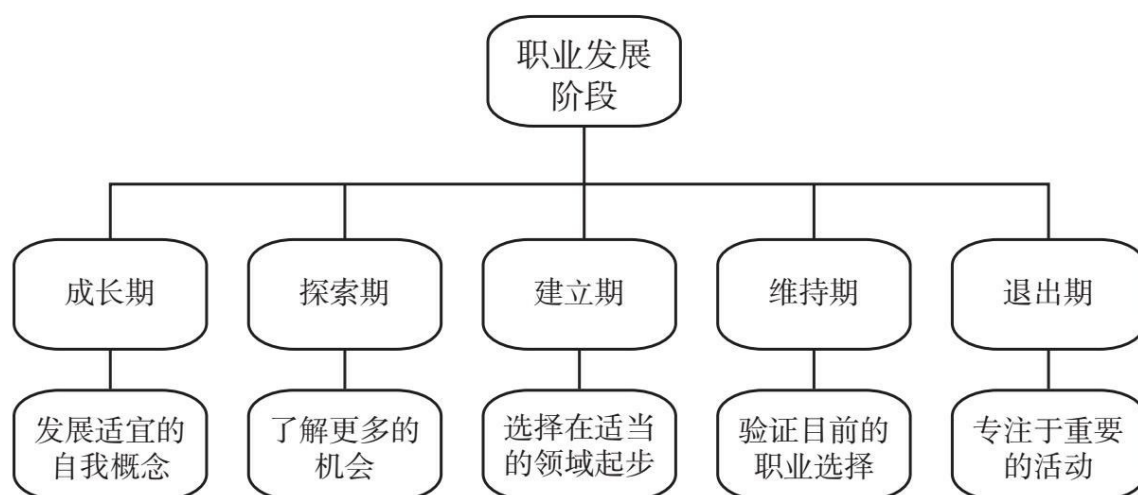 职业发展
阶段
成长期
探索期
建立期
维持期
退出期
发展适宜的
自我概念
了解更多的
机会
选择在适当
的领域起步
验证目前的
职业选择
专注于重要
的活动